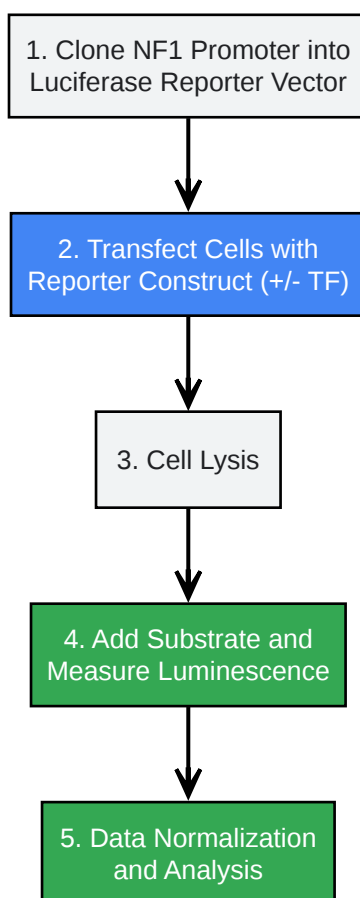 1. Clone NF1 Promoter into
Luciferase Reporter Vector
2. Transfect Cells with
Reporter Construct (+/- TF)
3. Cell Lysis
4. Add Substrate and
Measure Luminescence
5. Data Normalization
and Analysis